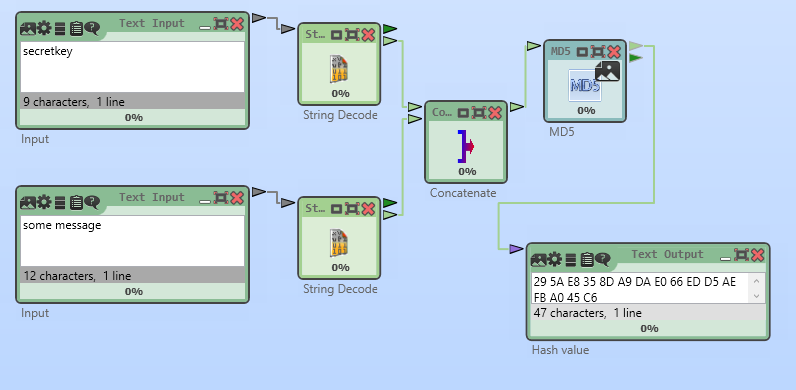 Text Input
secretkey
9 characters,  1 line
0%
Input
St...
0%
String Decode
Co...
0%
Concatenate
MD5
MD5
0%
MD5
Text Input
some message
12 characters,  1 line
0%
Input
St...
0%
String Decode
Text Output
29 5A E8 35 8D A9 DA E0 66 ED D5 AE
FB A0 45 C6
47 characters,  1 line
0%
Hash value